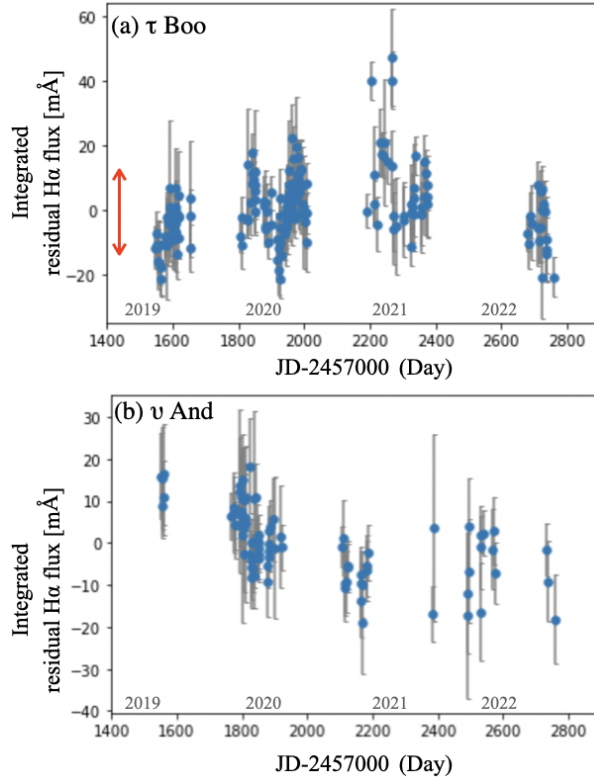 (a) τ Boo
60
40
20
0
−20
Integrated
residual Hα flux [mÅ]
2019 2020 2021 2022
1400 1600 1800 2000 2200 2400 2600 2800
JD-2457000 (Day)
(b) υ And
30
20
10
0
−10
−20
−30
−40
Integrated
residual Hα flux [mÅ]
2019 2020 2021 2022
1400 1600 1800 2000 2200 2400 2600 2800
JD-2457000 (Day)